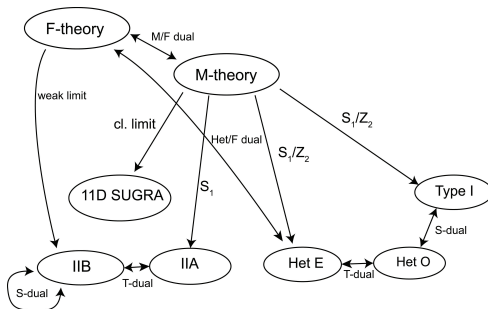 F-theory
M/F dual
M-theory
weak limit
cl. limit
Het/F dual
S₁/Z₂
S₁/Z₂
S₁
11D SUGRA
Type I
S-dual
IIB
T-dual
IIA
Het E
T-dual
Het O
S-dual